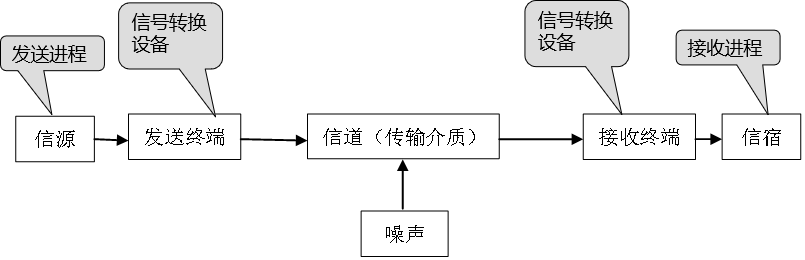 发送进程
信号转换
设备
信号转换
设备
接收进程
信源
发送终端
信道（传输介质）
接收终端
信宿
噪声